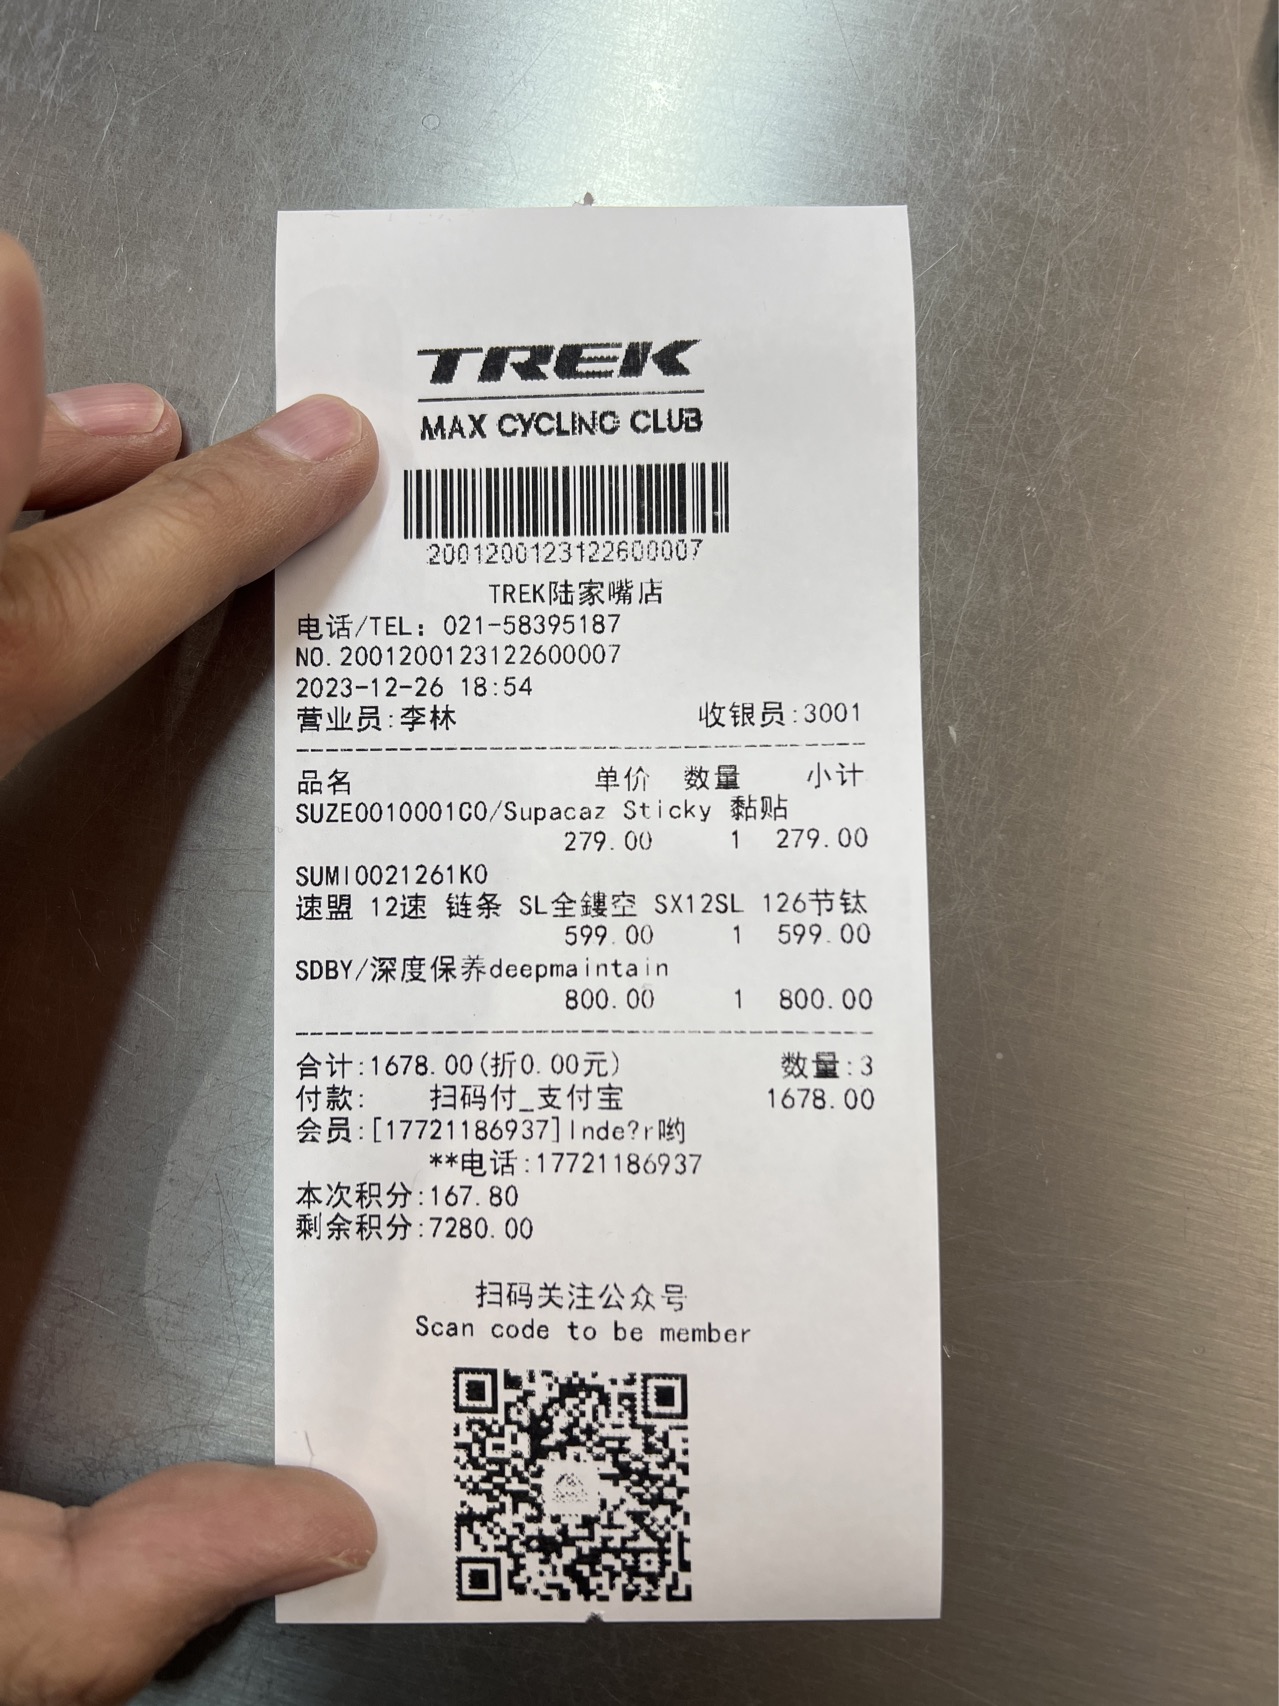 TREK
MAX CYCLING CLUB
2001200123122600007
TREK陆家嘴店
电话/TEL: 021-58395187
NO.2001200123122600007
2023-12-26 18:54
营业员:李林 收银员:3001
品名 单价 数量 小计
SUZE0010001C0/Supacaz Sticky 黏贴
279.00 1 279.00
SUMI0021261K0
速盟 12速 链条 SL全鏤空 SX12SL 126节钛
599.00 1 599.00
SDBY/深度保养deepmaintain
800.00 1 800.00
合计:1678.00(折0.00元) 数量:3
付款: 扫码付_支付宝 1678.00
会员:[17721186937]Inde?r哟
**电话:17721186937
本次积分:167.80
剩余积分:7280.00
扫码关注公众号
Scan code to be member